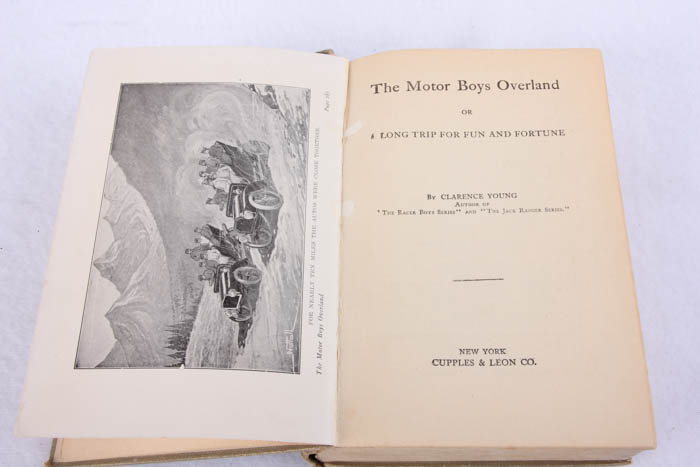 Page 181
FOR NEARLY TEN MILES THE AUTOS WERE CLOSE TOGETHER
The Motor Boys Overland
The Motor Boys Overland
OR
LONG TRIP FOR FUN AND FORTUNE
By CLARENCE YOUNG
AUTHOR OF
"THE RACER BOYS SERIES" AND "THE JACK RANGER SERIES."
NEW YORK
CUPPLES & LEON CO.